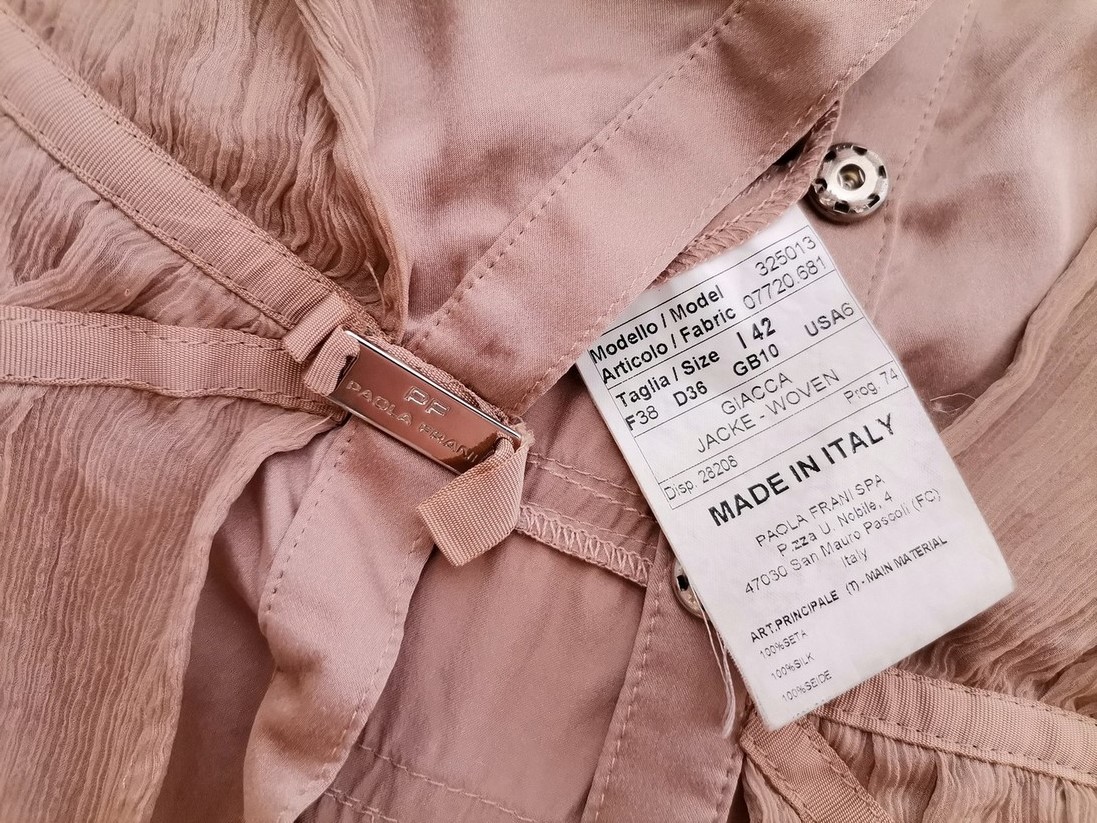 PF
PAOLA FRANI
Modello / Model 325013
Articolo / Fabric 07720.681
Taglia / Size I 42 USA6
F38 D36 GB10
GIACCA
JACKE - WOVEN
Disp. 28208 Prog. 74
MADE IN ITALY
PAOLA FRANI SPA
P.zza U. Nobile, 4
47030 San Mauro Pascoli (FC)
Italy
ART.PRINCIPALE (T) - MAIN MATERIAL
100%SETA
100%SILK
100%SEIDE